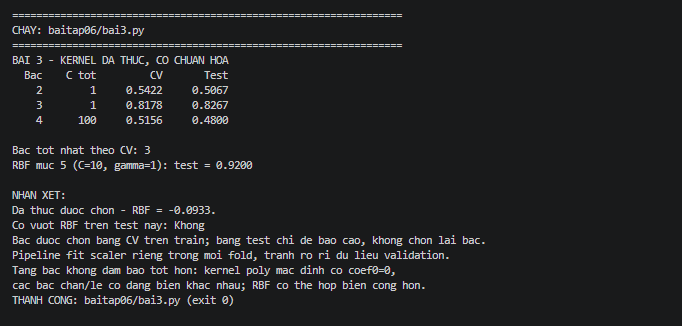 ============================================================
CHAY: baitap06/bai3.py
============================================================
BAI 3 - KERNEL DA THUC, CO CHUAN HOA
Bac C tot CV Test
2 1 0.5422 0.5067
3 1 0.8178 0.8267
4 100 0.5156 0.4800
Bac tot nhat theo CV: 3
RBF muc 5 (C=10, gamma=1): test = 0.9200
NHAN XET:
Da thuc duoc chon - RBF = -0.0933.
Co vuot RBF tren test nay: Khong
Bac duoc chon bang CV tren train; bang test chi de bao cao, khong chon lai bac.
Pipeline fit scaler rieng trong moi fold, tranh ro ri du lieu validation.
Tang bac khong dam bao tot hon: kernel poly mac dinh co coef0=0,
cac bac chan/le co dang bien khac nhau; RBF co the hop bien cong hon.
THANH CONG: baitap06/bai3.py (exit 0)